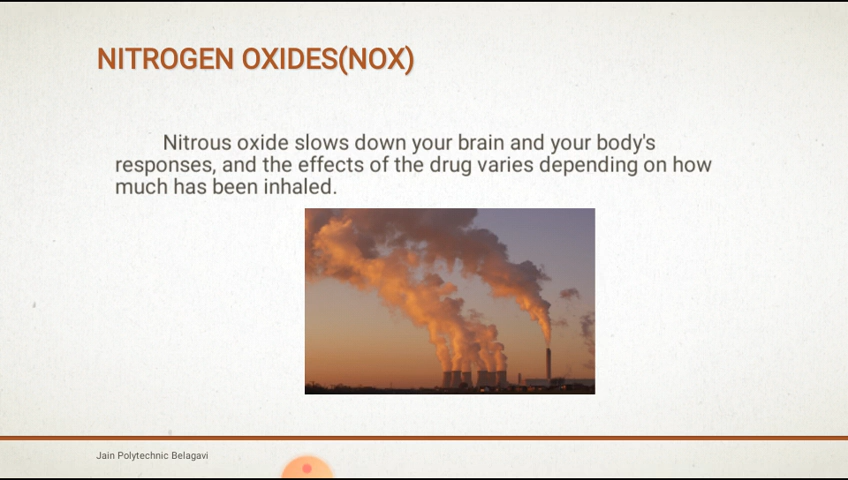 NITROGEN OXIDES(NOX)
Nitrous oxide slows down your brain and your body's
responses, and the effects of the drug varies depending on how
much has been inhaled.
Jain Polytechnic Belagavi